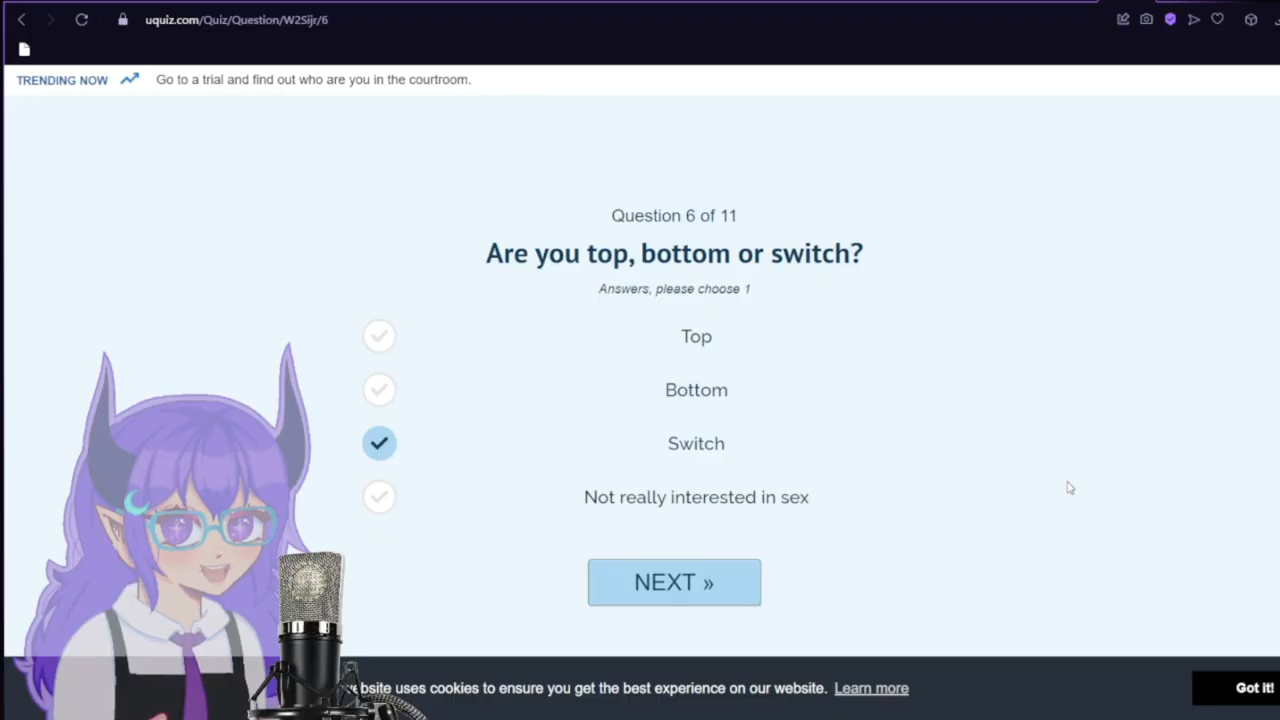 uquiz.com/Quiz/Question/W2Sijr/6
TRENDING NOW Go to a trial and find out who are you in the courtroom.
Question 6 of 11
Are you top, bottom or switch?
Answers, please choose 1
Top
Bottom
Switch
Not really interested in sex
NEXT »
uses cookies to ensure you get the best experience on our website. Learn more Got it!